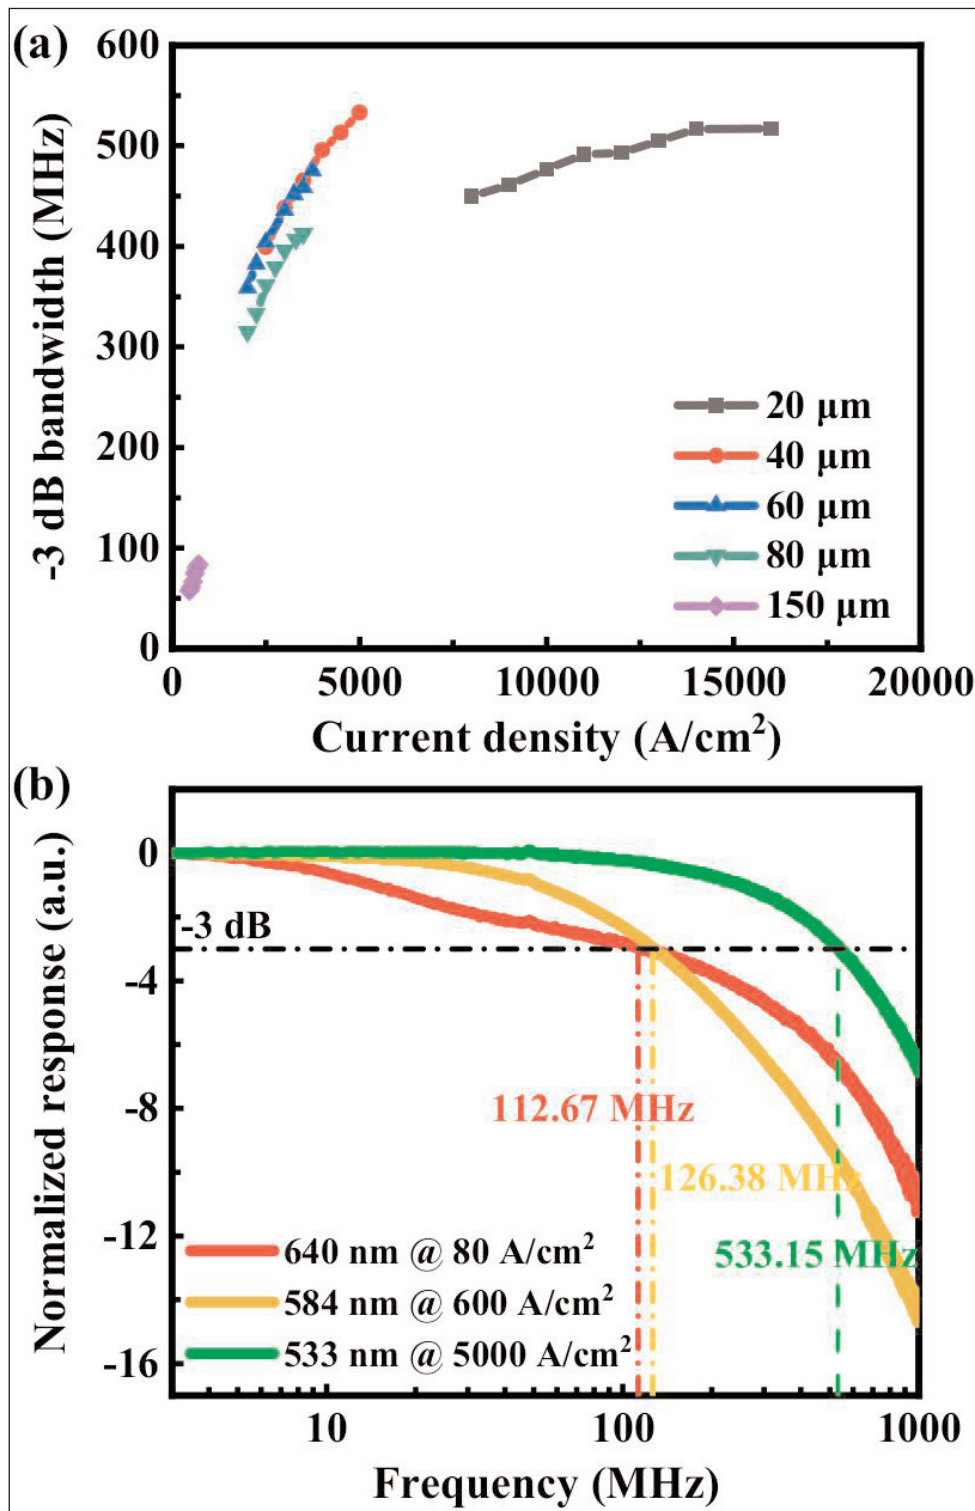 (a)
600
500
400
300
200
100
0
-3 dB bandwidth (MHz)
20 μm
40 μm
60 μm
80 μm
150 μm
0 5000 10000 15000 20000
Current density (A/cm²)
(b)
0
-4
-8
-12
-16
Normalized response (a.u.)
-3 dB
112.67 MHz
126.38 MHz
533.15 MHz
640 nm @ 80 A/cm²
584 nm @ 600 A/cm²
533 nm @ 5000 A/cm²
10 100 1000
Frequency (MHz)